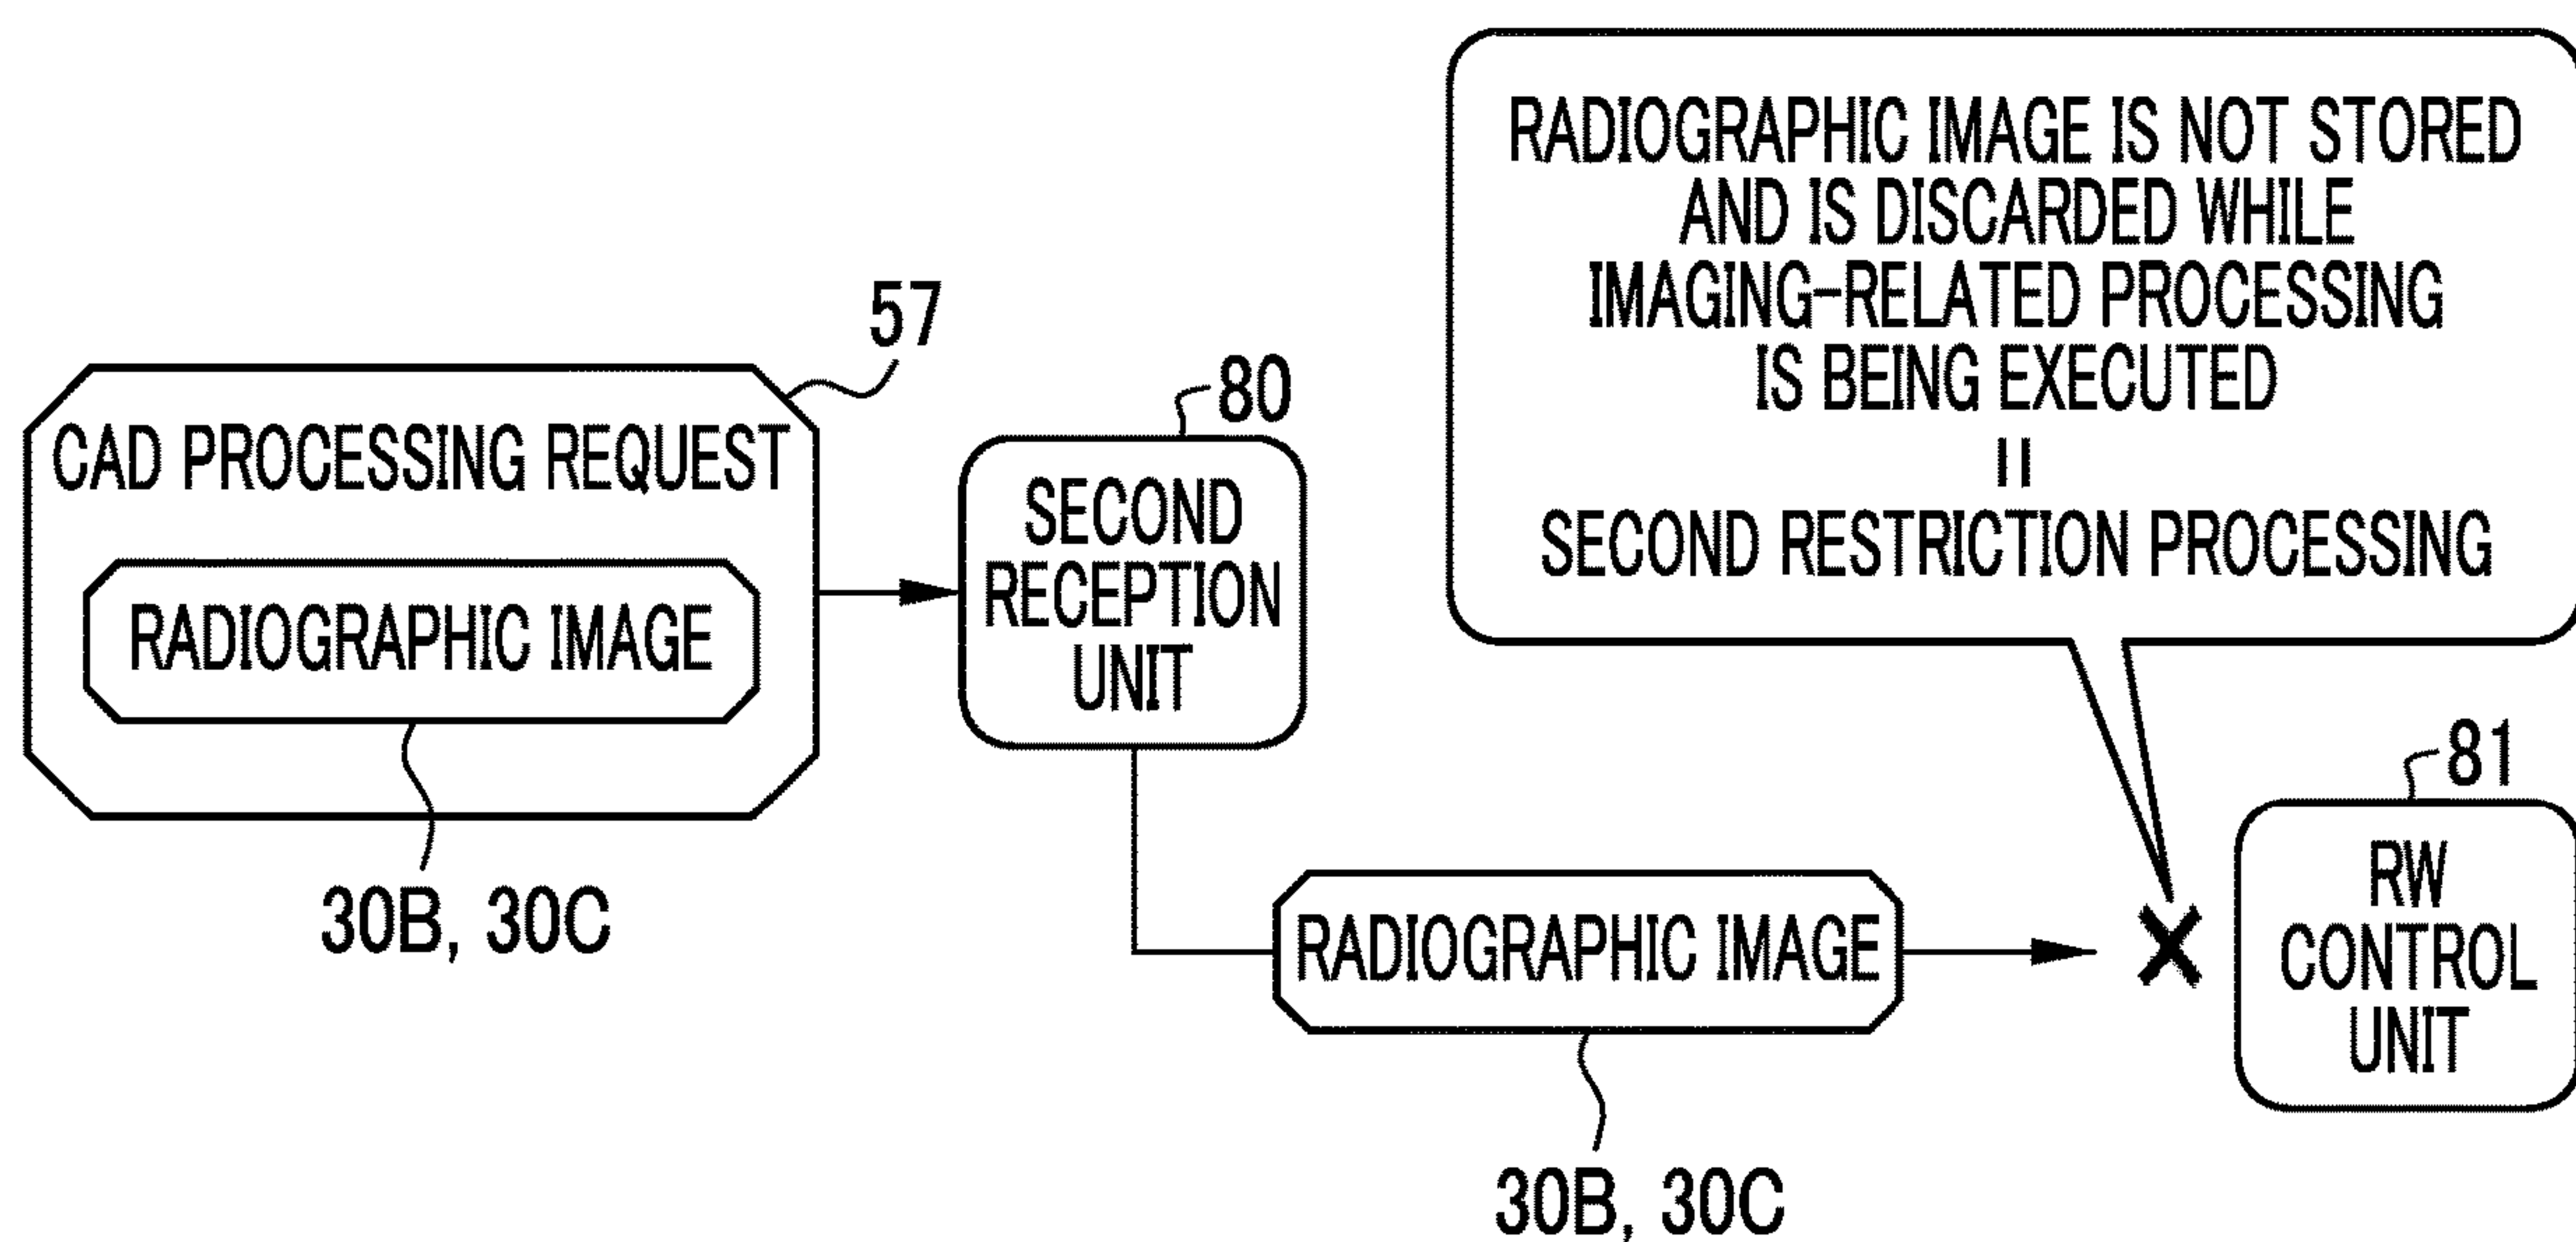 57
CAD PROCESSING REQUEST
RADIOGRAPHIC IMAGE
30B, 30C
80
SECOND
RECEPTION
UNIT
RADIOGRAPHIC IMAGE IS NOT STORED
AND IS DISCARDED WHILE
IMAGING-RELATED PROCESSING
IS BEING EXECUTED
=
SECOND RESTRICTION PROCESSING
RADIOGRAPHIC IMAGE
30B, 30C
81
RW
CONTROL
UNIT